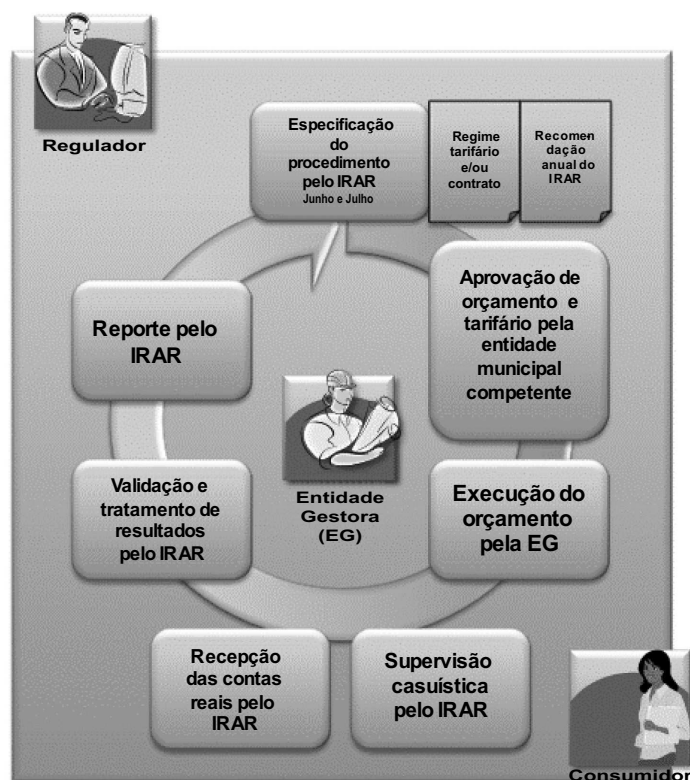 Regulador
Especificação
do
procedimento
pelo IRAR
Junho e Julho
Regime
tarifário
e/ou
contrato
Recomen-
dação
anual do
IRAR
Aprovação de
orçamento e
tarifário pela
entidade
municipal
competente
Reporte pelo
IRAR
Entidade
Gestora
(EG)
Validação e
tratamento de
resultados
pelo IRAR
Execução do
orçamento
pela EG
Recepção
das contas
reais pelo
IRAR
Supervisão
casuística
pelo IRAR
Consumidor